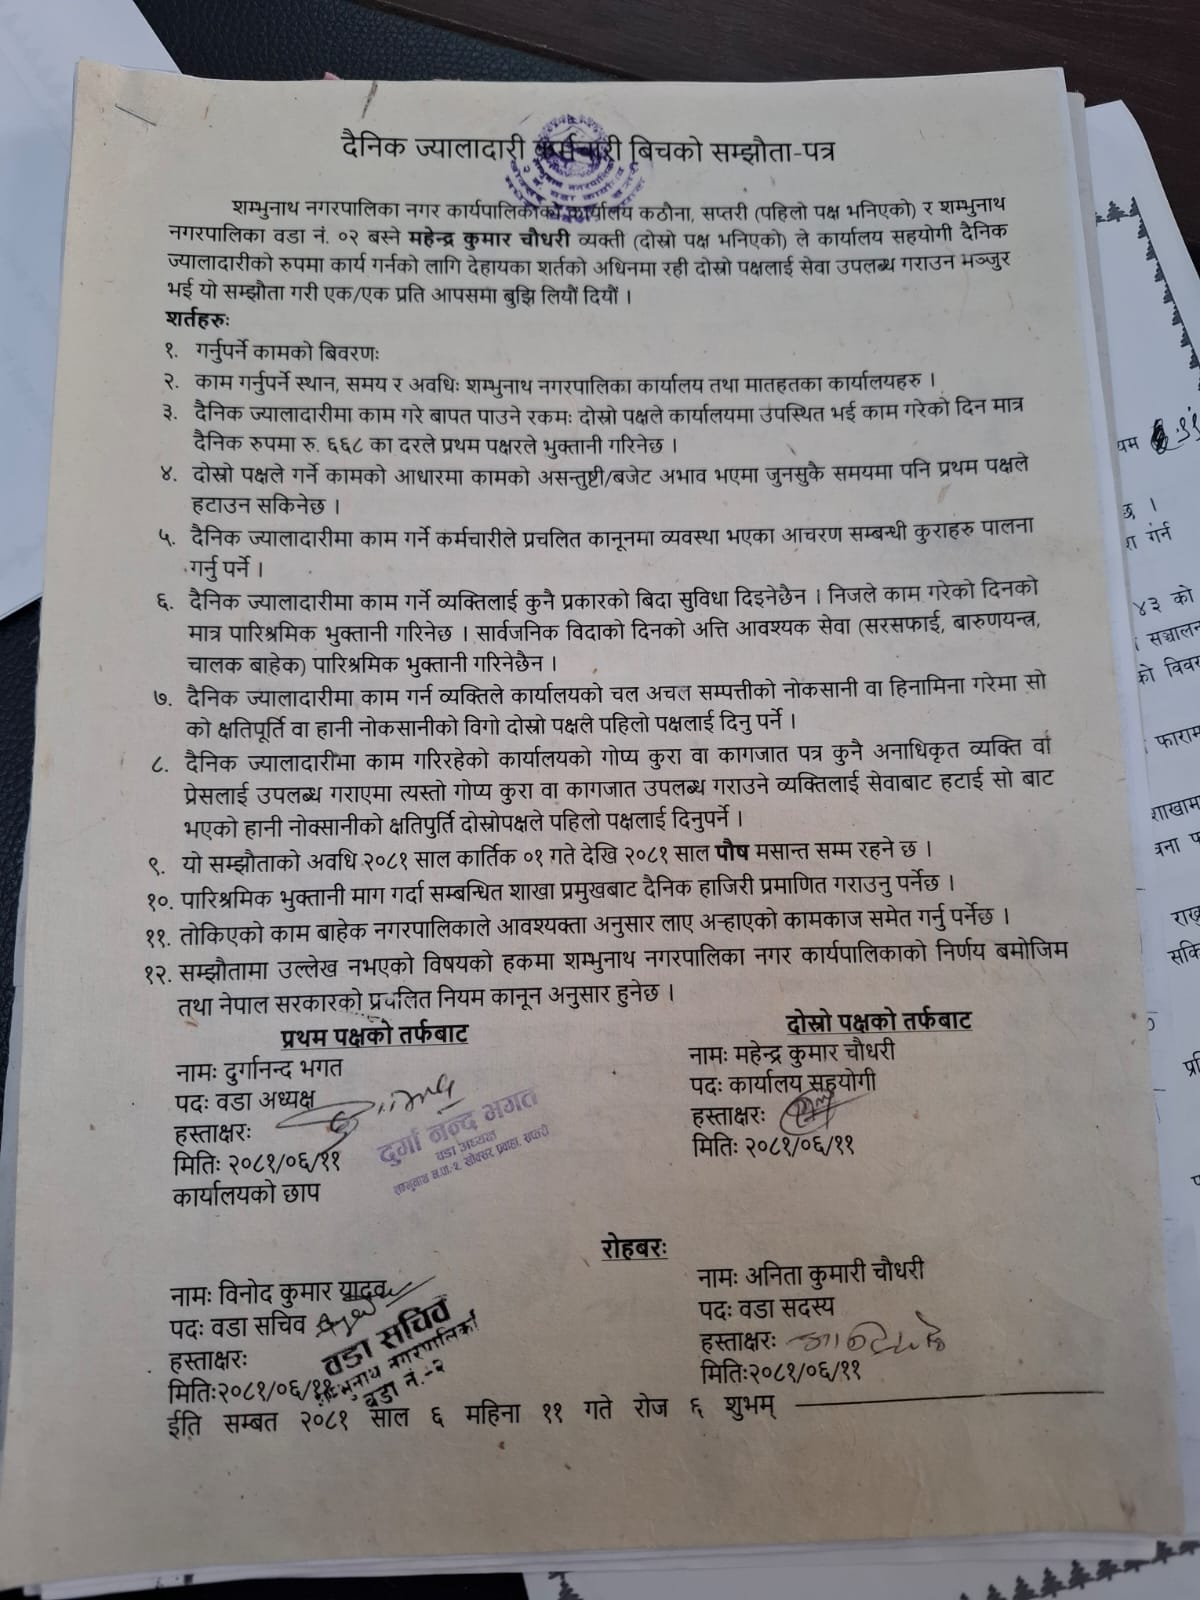 दैनिक ज्यालादारी कर्मचारी बिचको सम्झौता-पत्र
शम्भुनाथ नगरपालिका नगर कार्यपालिकाको कार्यालय कठौना, सप्तरी (पहिलो पक्ष भनिएको) र शम्भुनाथ
नगरपालिका वडा नं. ०२ बस्ने महेन्द्र कुमार चौधरी व्यक्ती (दोस्रो पक्ष भनिएको) ले कार्यालय सहयोगी दैनिक
ज्यालादारीको रुपमा कार्य गर्नको लागि देहायका शर्तको अधिनमा रही दोस्रो पक्षलाई सेवा उपलब्ध गराउन मञ्जुर
भई यो सम्झौता गरी एक/एक प्रति आपसमा बुझि लियौं दियौं ।
शर्तहरुः
१. गर्नुपर्ने कामको बिवरणः
२. काम गर्नुपर्ने स्थान, समय र अवधिः शम्भुनाथ नगरपालिका कार्यालय तथा मातहतका कार्यालयहरु ।
३. दैनिक ज्यालादारीमा काम गरे बापत पाउने रकमः दोस्रो पक्षले कार्यालयमा उपस्थित भई काम गरेको दिन मात्र
दैनिक रुपमा रु. ६६८ का दरले प्रथम पक्षरले भुक्तानी गरिनेछ ।
४. दोस्रो पक्षले गर्ने कामको आधारमा कामको असन्तुष्टी/बजेट अभाव भएमा जुनसुकै समयमा पनि प्रथम पक्षले
हटाउन सकिनेछ ।
५. दैनिक ज्यालादारीमा काम गर्ने कर्मचारीले प्रचलित कानूनमा व्यवस्था भएका आचरण सम्बन्धी कुराहरु पालना
गर्नु पर्ने ।
६. दैनिक ज्यालादारीमा काम गर्ने व्यक्तिलाई कुनै प्रकारको बिदा सुविधा दिइनेछैन । निजले काम गरेको दिनको
मात्र पारिश्रमिक भुक्तानी गरिनेछ । सार्वजनिक विदाको दिनको अत्ति आवश्यक सेवा (सरसफाई, बारुणयन्त्र,
चालक बाहेक) पारिश्रमिक भुक्तानी गरिनेछैन ।
७. दैनिक ज्यालादारीमा काम गर्न व्यक्तिले कार्यालयको चल अचल सम्पत्तीको नोकसानी वा हिनामिना गरेमा सो
को क्षतिपूर्ति वा हानी नोकसानीको विगो दोस्रो पक्षले पहिलो पक्षलाई दिनु पर्ने ।
८. दैनिक ज्यालादारीमा काम गरिरहेको कार्यालयको गोप्य कुरा वा कागजात पत्र कुनै अनाधिकृत व्यक्ति वा
प्रेसलाई उपलब्ध गराएमा त्यस्तो गोप्य कुरा वा कागजात उपलब्ध गराउने व्यक्तिलाई सेवाबाट हटाई सो बाट
भएको हानी नोक्सानीको क्षतिपुर्ति दोस्रोपक्षले पहिलो पक्षलाई दिनुपर्ने ।
९. यो सम्झौताको अवधि २०८१ साल कार्तिक ०१ गते देखि २०८१ साल पौष मसान्त सम्म रहने छ ।
१०. पारिश्रमिक भुक्तानी माग गर्दा सम्बन्धित शाखा प्रमुखबाट दैनिक हाजिरी प्रमाणित गराउनु पर्नेछ ।
११. तोकिएको काम बाहेक नगरपालिकाले आवश्यक्ता अनुसार लाए अर्‍हाएको कामकाज समेत गर्नु पर्नेछ ।
१२. सम्झौतामा उल्लेख नभएको विषयको हकमा शम्भुनाथ नगरपालिका नगर कार्यपालिकाको निर्णय बमोजिम
तथा नेपाल सरकारको प्रचलित नियम कानून अनुसार हुनेछ ।
प्रथम पक्षको तर्फबाट
नामः दुर्गानन्द भगत
पदः वडा अध्यक्ष
हस्ताक्षरः
मितिः २०८१/०६/११
कार्यालयको छाप
दुर्गा नन्द भगत
वडा अध्यक्ष
शम्भुनाथ न.पा.-२, खोक्सर प्रवाहा, सप्तरी
दोस्रो पक्षको तर्फबाट
नामः महेन्द्र कुमार चौधरी
पदः कार्यालय सहयोगी
हस्ताक्षरः
मितिः २०८१/०६/११
रोहबरः
नामः विनोद कुमार यादव
पदः वडा सचिव
हस्ताक्षरः
मितिः२०८१/०६/११
वडा सचिव
शम्भुनाथ नगरपालिका
वडा नं.-२
नामः अनिता कुमारी चौधरी
पदः वडा सदस्य
हस्ताक्षरः
मितिः२०८१/०६/११
ईति सम्बत २०८१ साल ६ महिना ११ गते रोज ६ शुभम्